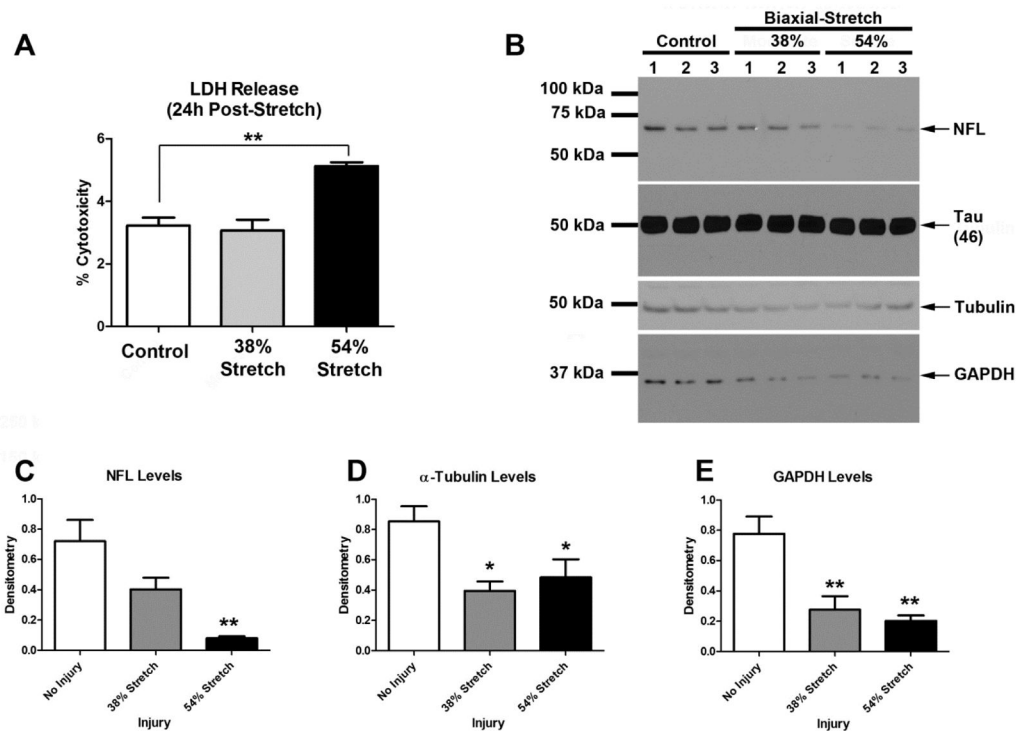 A
LDH Release
(24h Post-Stretch)
**
6
4
2
0
% Cytotoxicity
Control
38%
Stretch
54%
Stretch
B
Biaxial-Stretch
Control 38% 54%
1 2 3 1 2 3 1 2 3
100 kDa
75 kDa
50 kDa
NFL
50 kDa
Tau
(46)
50 kDa
Tubulin
37 kDa
GAPDH
C
NFL Levels
1.0
0.8
0.6
0.4
0.2
0.0
Densitometry
**
No Injury
38% Stretch
54% Stretch
Injury
D
α-Tubulin Levels
1.0
0.8
0.6
0.4
0.2
0.0
Densitometry
*
*
No Injury
38% Stretch
54% Stretch
Injury
E
GAPDH Levels
1.0
0.8
0.6
0.4
0.2
0.0
Densitometry
**
**
No Injury
38% Stretch
54% Stretch
Injury